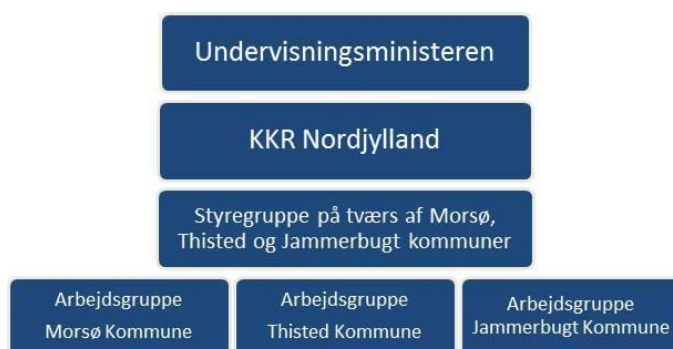 Undervisningsministeren
KKR Nordjylland
Styregruppe på tværs af Morsø,
Thisted og Jammerbugt kommuner
Arbejdsgruppe
Morsø Kommune
Arbejdsgruppe
Thisted Kommune
Arbejdsgruppe
Jammerbugt Kommune